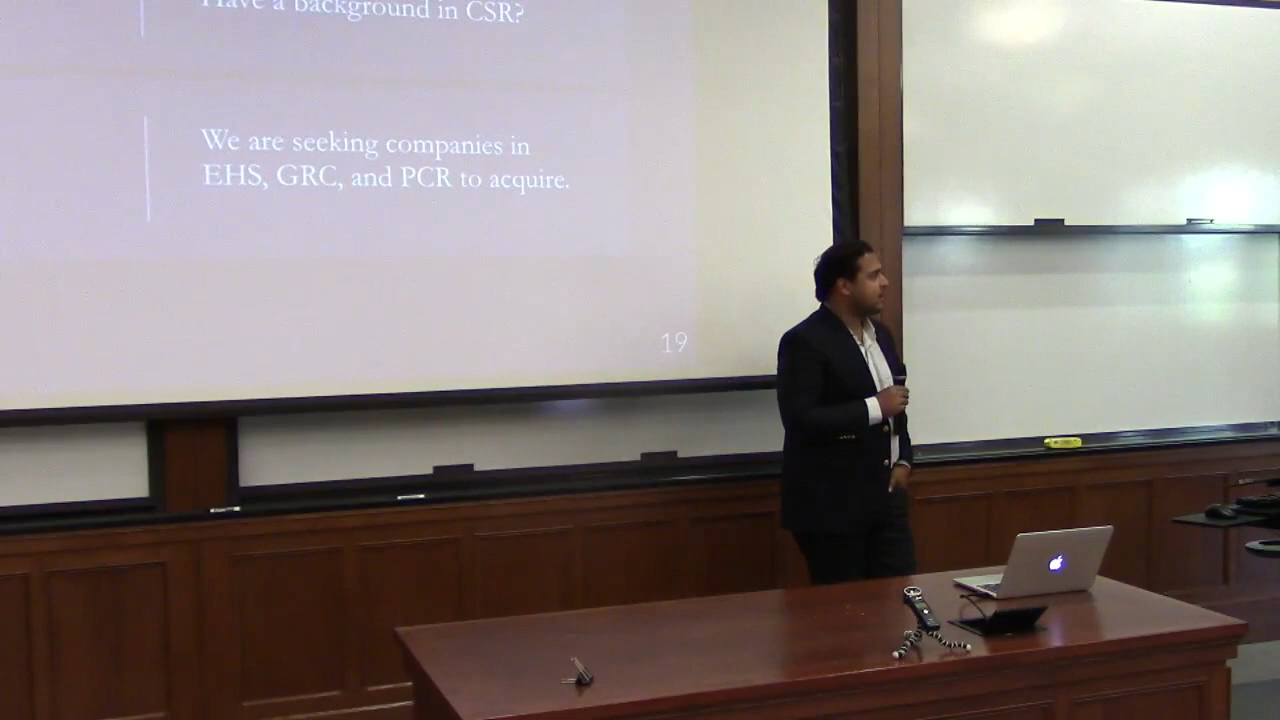 Have a background in CSR?
We are seeking companies in
EHS, GRC, and PCR to acquire.
19